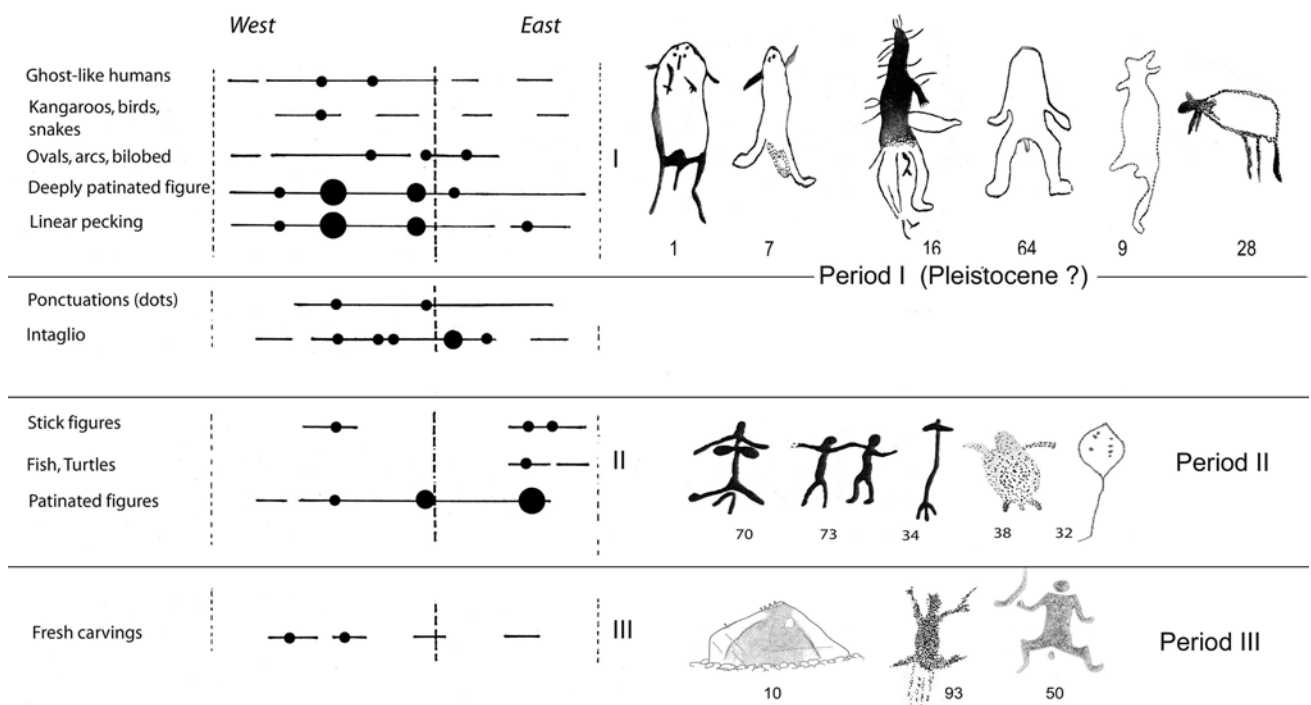 West
East
Ghost-like humans
Kangaroos, birds,
snakes
Ovals, arcs, bilobed
Deeply patinated figure
Linear pecking
I
1
7
16
64
9
28
Period I (Pleistocene ?)
Ponctuations (dots)
Intaglio
Stick figures
Fish, Turtles
Patinated figures
II
70
73
34
38
32
Period II
Fresh carvings
III
10
93
50
Period III